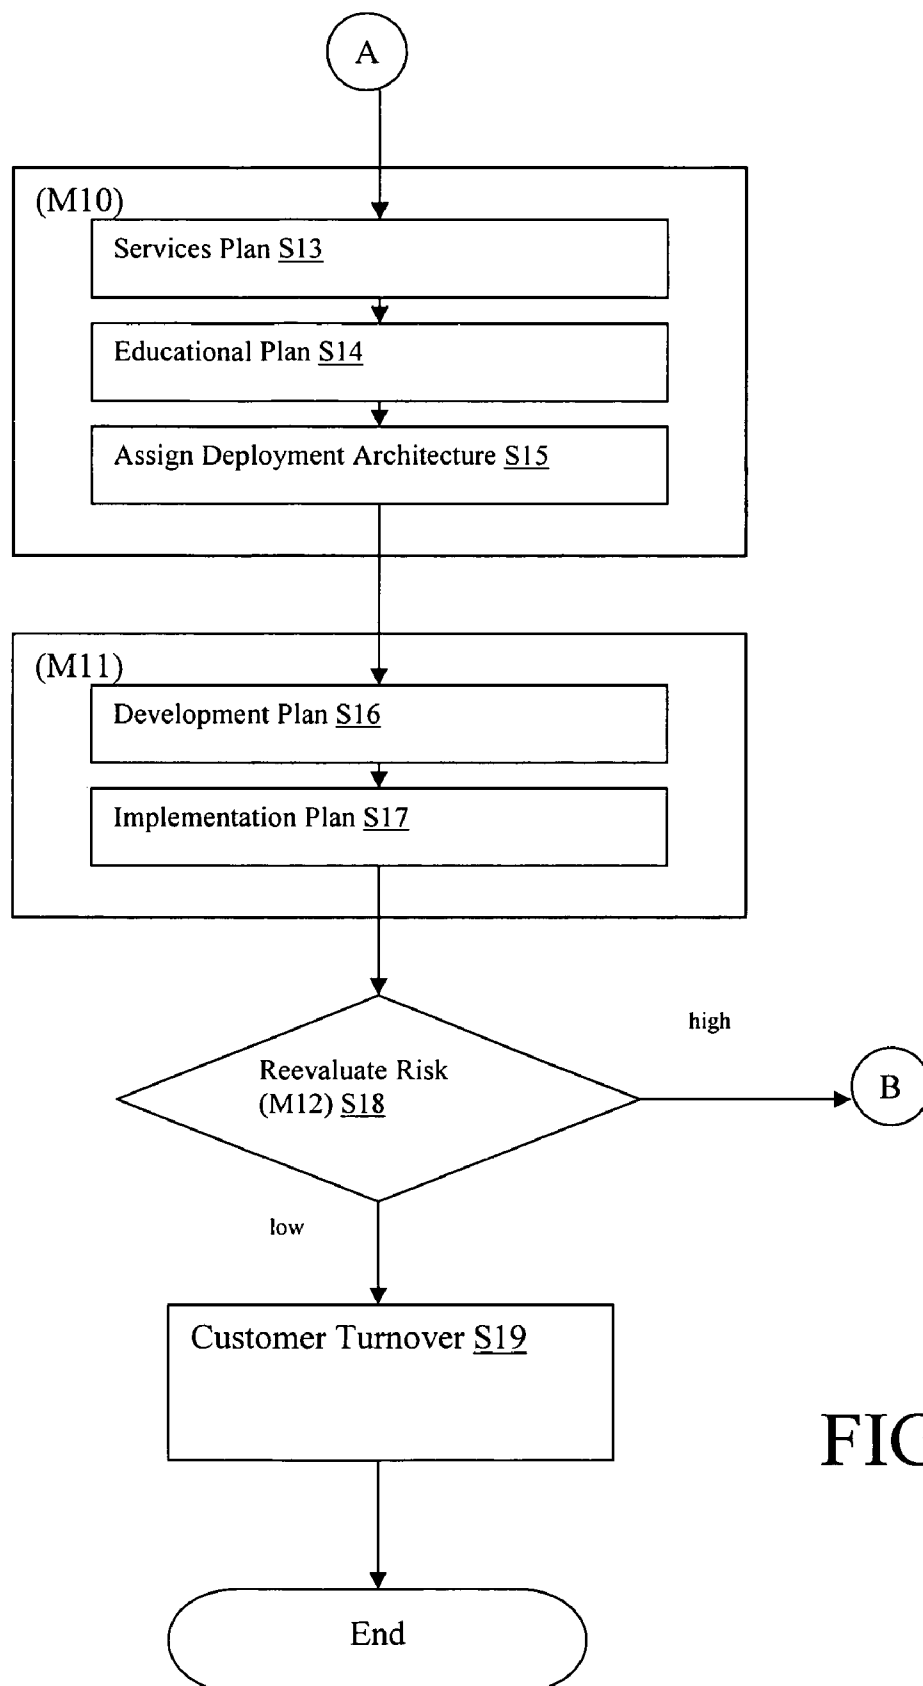 A
(M10)
Services Plan S13
Educational Plan S14
Assign Deployment Architecture S15
(M11)
Development Plan S16
Implementation Plan S17
high
Reevaluate Risk
(M12) S18
B
low
Customer Turnover S19
FIG
End